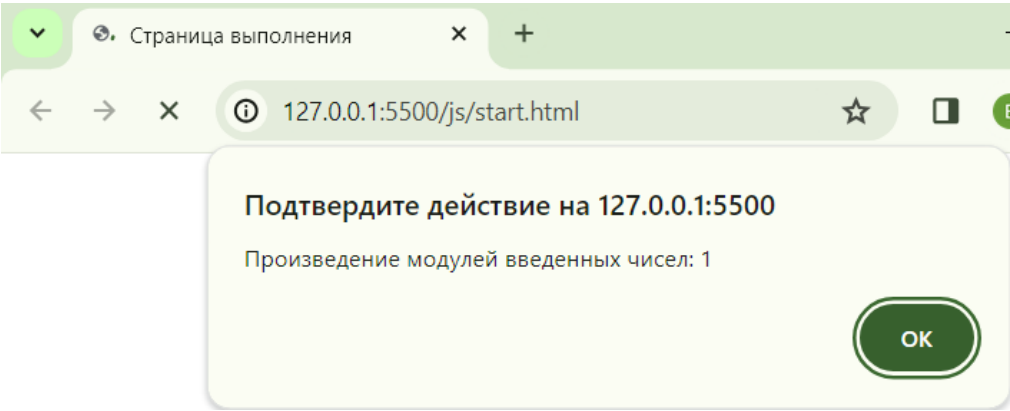 Страница выполнения
127.0.0.1:5500/js/start.html
Подтвердите действие на 127.0.0.1:5500
Произведение модулей введенных чисел: 1
ОК